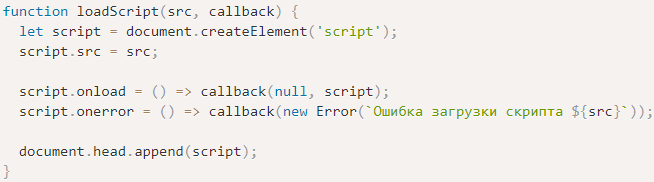 function loadScript(src, callback) {
  let script = document.createElement('script');
  script.src = src;

  script.onload = () => callback(null, script);
  script.onerror = () => callback(new Error(`Ошибка загрузки скрипта ${src}`));

  document.head.append(script);
}